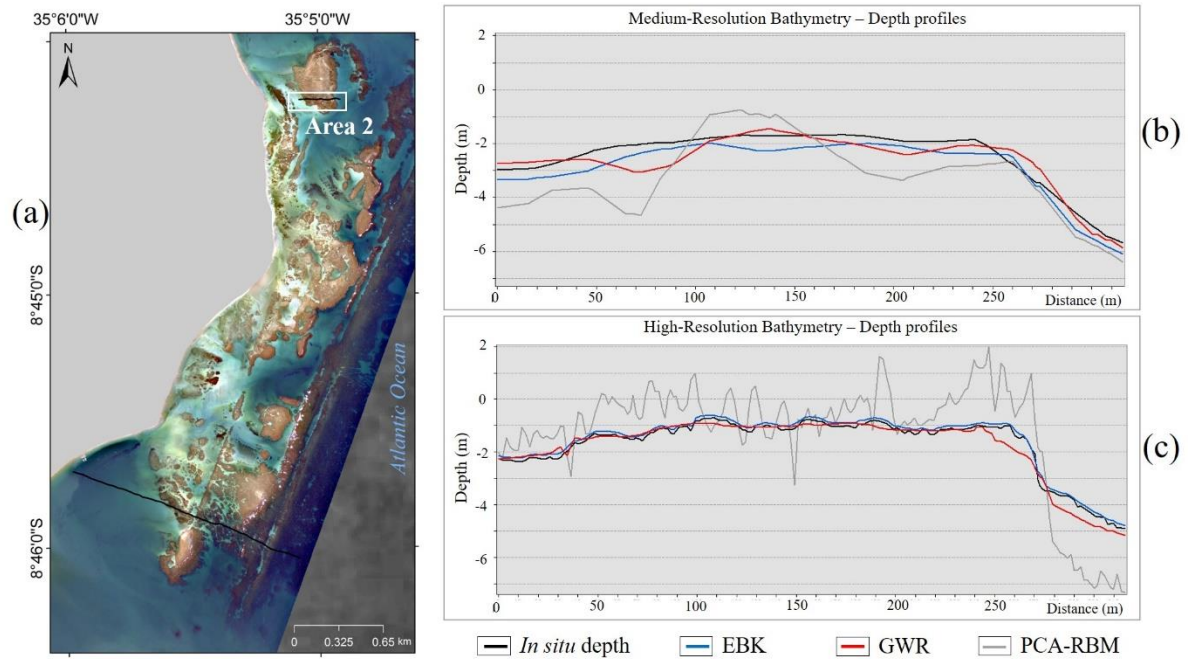 35°6'0"W
35°5'0"W
N
Area 2
(a)
8°45'0"S
8°46'0"S
Atlantic Ocean
0 0.325 0.65 km
Medium-Resolution Bathymetry – Depth profiles
2
0
-2
-4
-6
Depth (m)
0 50 100 150 200 250 Distance (m)
(b)
High-Resolution Bathymetry – Depth profiles
2
0
-2
-4
-6
Depth (m)
0 50 100 150 200 250 Distance (m)
(c)
In situ depth EBK GWR PCA-RBM